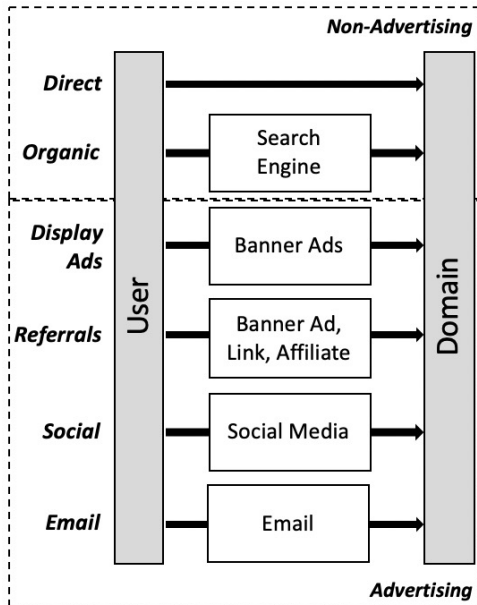 Non-Advertising
Direct
Organic
Search
Engine
Display
Ads
Banner Ads
Referrals
Banner Ad,
Link, Affiliate
Social
Social Media
Email
Email
User
Domain
Advertising